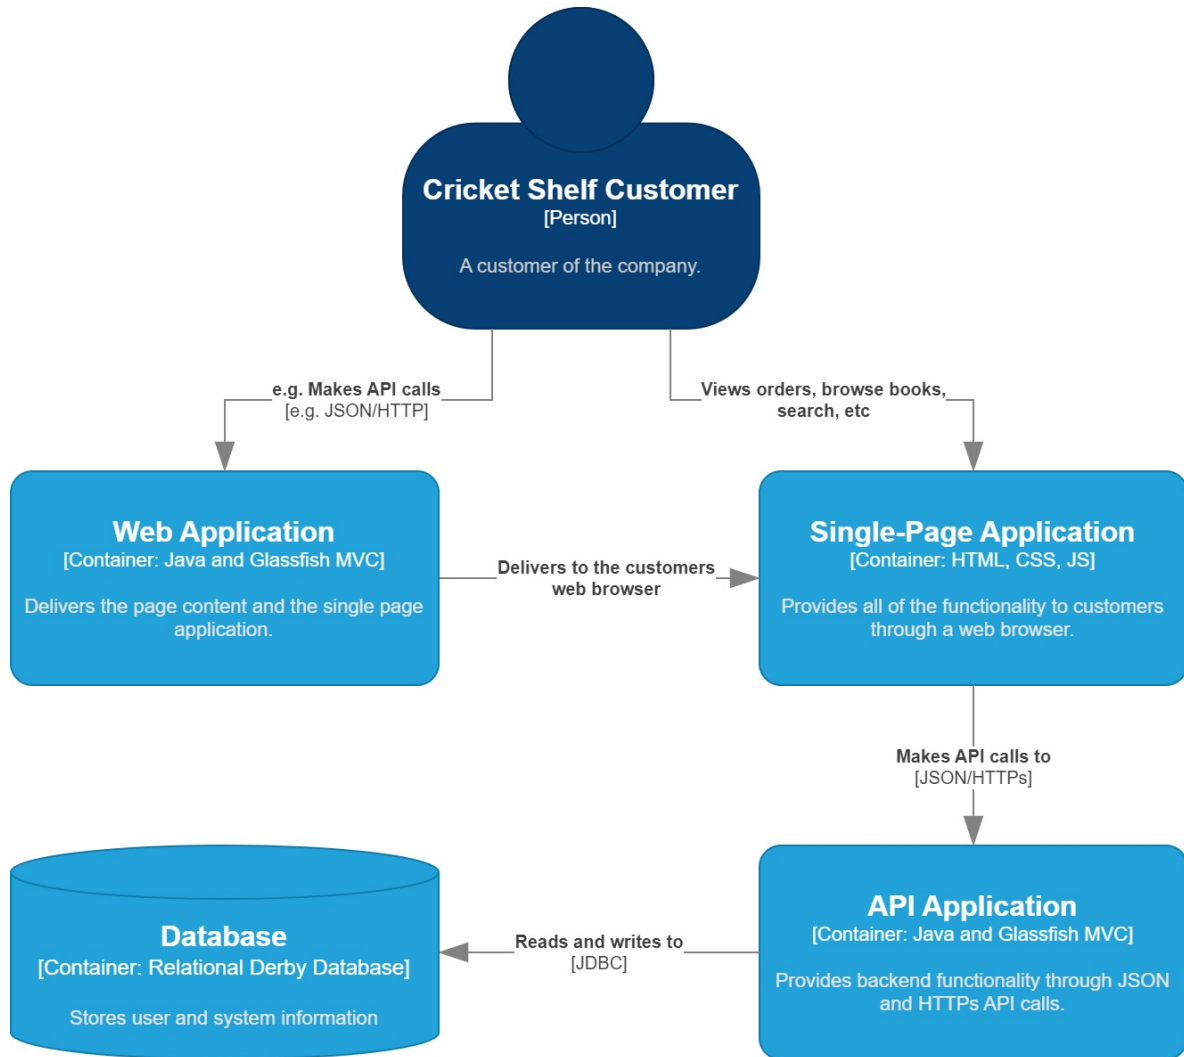 Cricket Shelf Customer
[Person]
A customer of the company.
e.g. Makes API calls
[e.g. JSON/HTTP]
Views orders, browse books,
search, etc
Web Application
[Container: Java and Glassfish MVC]
Delivers the page content and the single page
application.
Delivers to the customers
web browser
Single-Page Application
[Container: HTML, CSS, JS]
Provides all of the functionality to customers
through a web browser.
Makes API calls to
[JSON/HTTPs]
Database
[Container: Relational Derby Database]
Stores user and system information
Reads and writes to
[JDBC]
API Application
[Container: Java and Glassfish MVC]
Provides backend functionality through JSON
and HTTPs API calls.